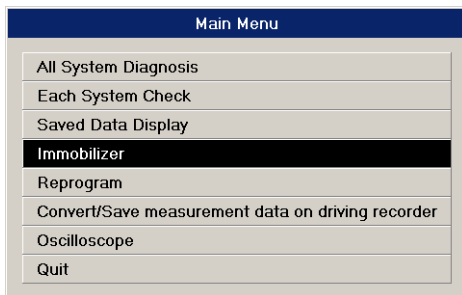 Main Menu
All System Diagnosis
Each System Check
Saved Data Display
Immobilizer
Reprogram
Convert/Save measurement data on driving recorder
Oscilloscope
Quit